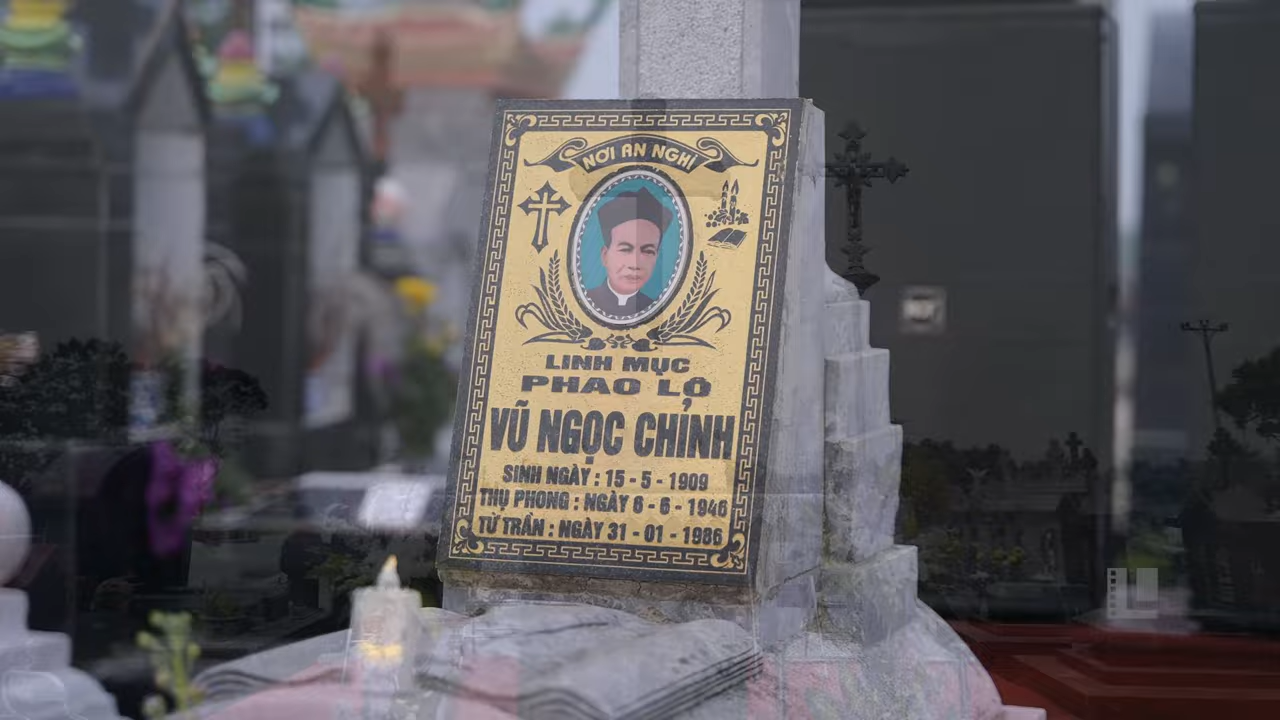 NƠI AN NGHỈ
LINH MỤC
PHAO LÔ
VŨ NGỌC CHỈNH
SINH NGÀY : 15 - 5 - 1909
THỤ PHONG : NGÀY 6 - 6 - 1946
TỪ TRẦN : NGÀY 31 - 01 - 1986